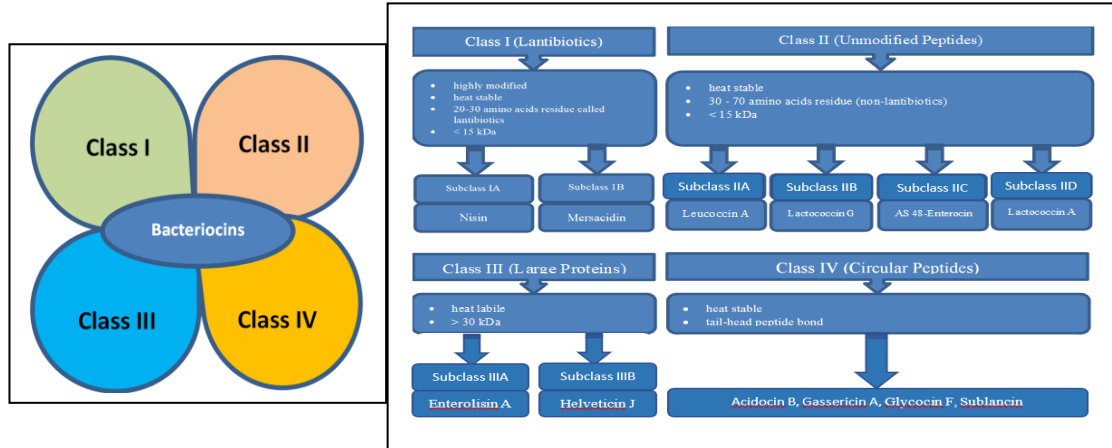 Class I
Class II
Bacteriocins
Class III
Class IV
Class I (Lantibiotics)
• highly modified
• heat stable
• 20-30 amino acids residue called
lantibiotics
• < 15 kDa
Subclass IA
Subclass 1B
Nisin
Mersacidin
Class II (Unmodified Peptides)
• heat stable
• 30 - 70 amino acids residue (non-lantibiotics)
• < 15 kDa
Subclass IIA
Subclass IIB
Subclass IIC
Subclass IID
Leucoccin A
Lactococcin G
AS 48-Enterocin
Lactococcin A
Class III (Large Proteins)
• heat labile
• > 30 kDa
Subclass IIIA
Subclass IIIB
Enterolisin A
Helveticin J
Class IV (Circular Peptides)
• heat stable
• tail-head peptide bond
Acidocin B, Gassericin A, Glycocin F, Sublancin